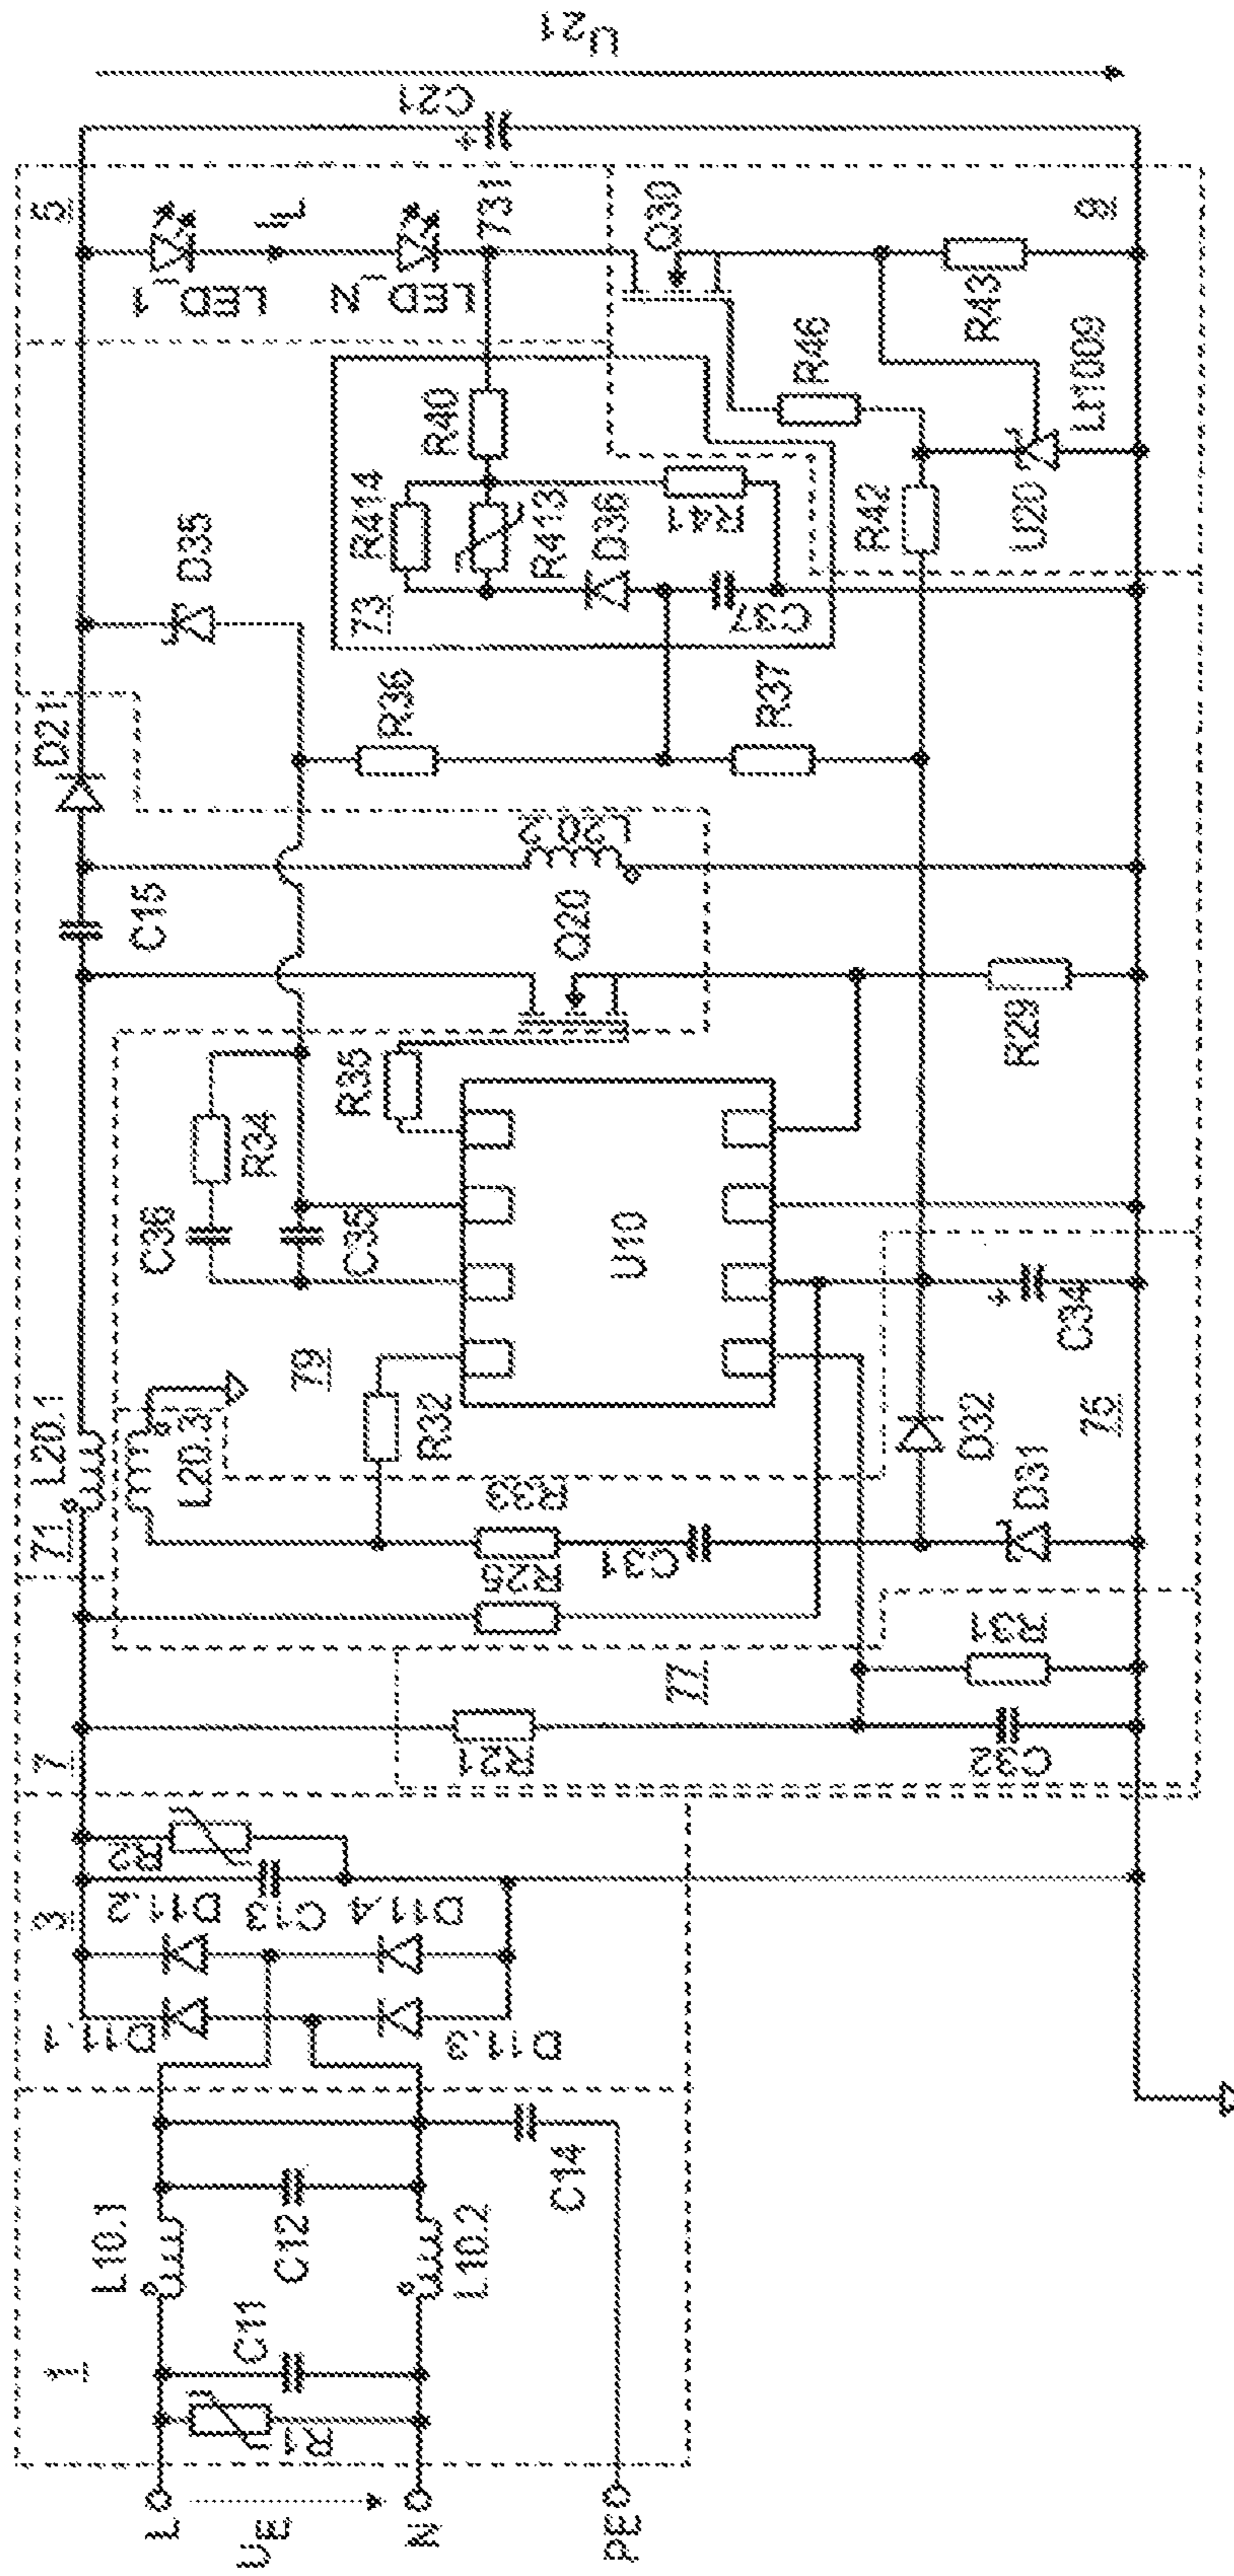 U21
C21
5
LED_1
IL
LED_N
731
Q30
R43
9
R40
R414
R413
73
D36
R41
C37
R46
R42
U20
LIT009
D35
R36
R37
D21
C15
L20.2
Q20
R29
R35
R34
C36
C35
U10
79
R32
L20.1
71
L20.3
R33
C31
R25
D32
D31
C34
75
77
R21
R31
C32
7
3
R2
D11.2
C13
D11.4
D11.1
D11.3
1
L10.1
C12
L10.2
C14
C11
R1
L
UE
N
PE